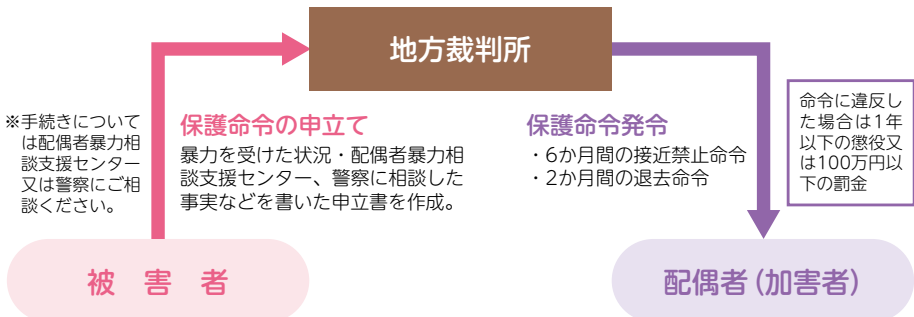 地方裁判所
※手続きについて
は配偶者暴力相
談支援センター
又は警察にご相
談ください。
保護命令の申立て
暴力を受けた状況・配偶者暴力相
談支援センター、警察に相談した
事実などを書いた申立書を作成。
保護命令発令
・6か月間の接近禁止命令
・2か月間の退去命令
命令に違反し
た場合は1年
以下の懲役又
は100万円以
下の罰金
被害者
配偶者（加害者）